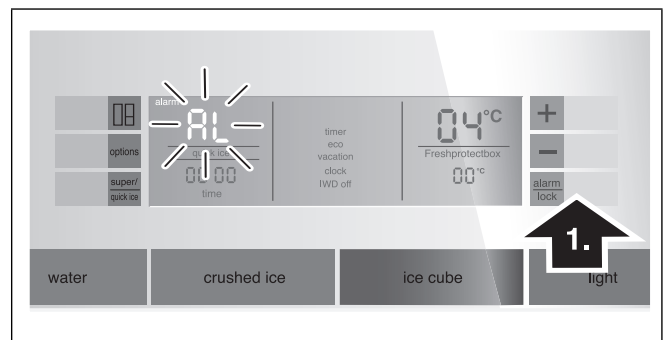 alarm
AL
quick ice
00:00
time
timer
eco
vacation
clock
IWD off
04°C
Freshprotectbox
00°C
options
super/
quick ice
+
−
alarm
lock
1.
water
crushed ice
ice cube
light